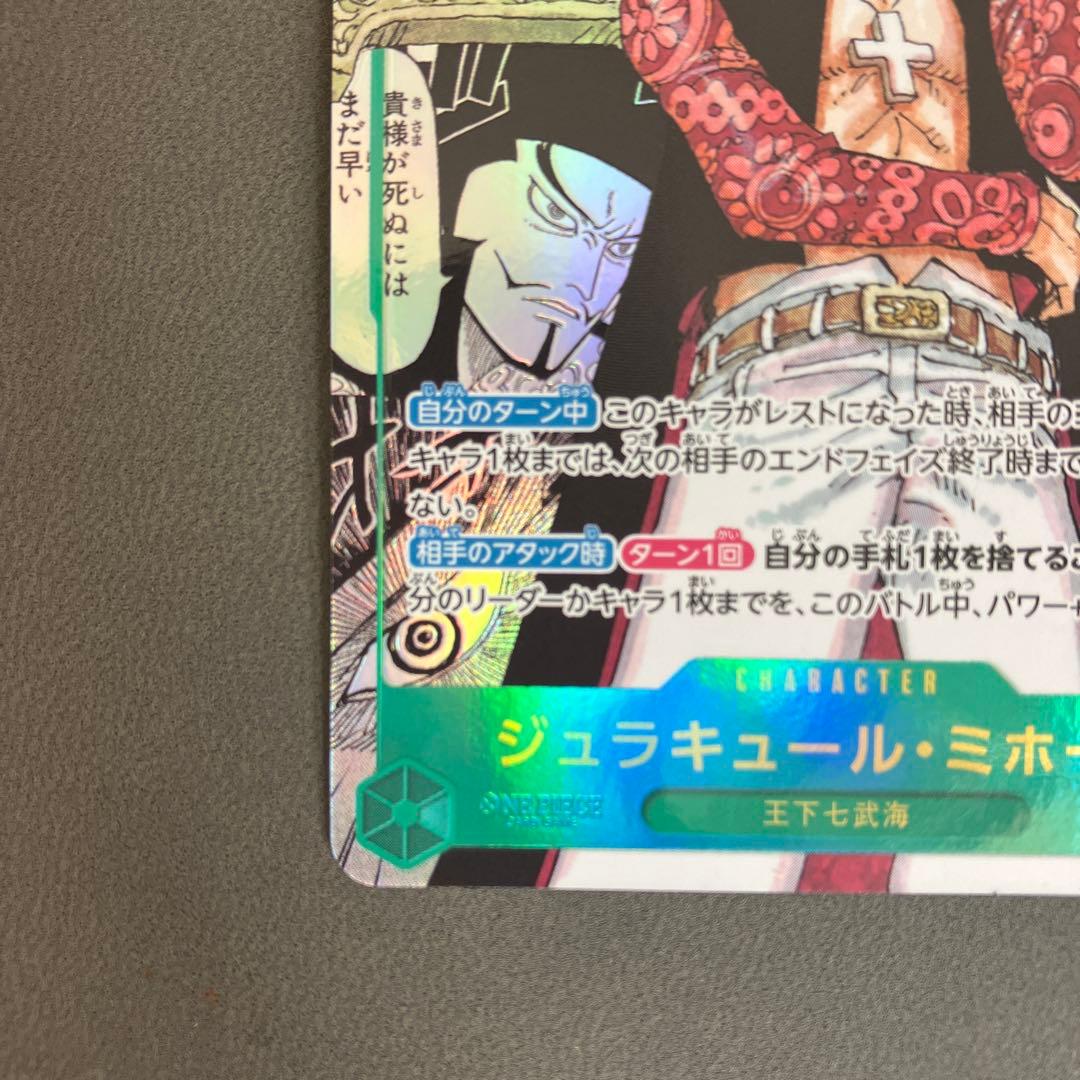 貴様が死ぬには
まだ早い
自分のターン中 このキャラがレストになった時、相手の
キャラ1枚までは、次の相手のエンドフェイズ終了時まで
ない。
相手のアタック時 ターン1回 自分の手札1枚を捨てるこ
分のリーダーかキャラ1枚までを、このバトル中、パワー+
CHARACTER
ジュラキュール・ミホー
ONE PIECE
CARD GAME
王下七武海